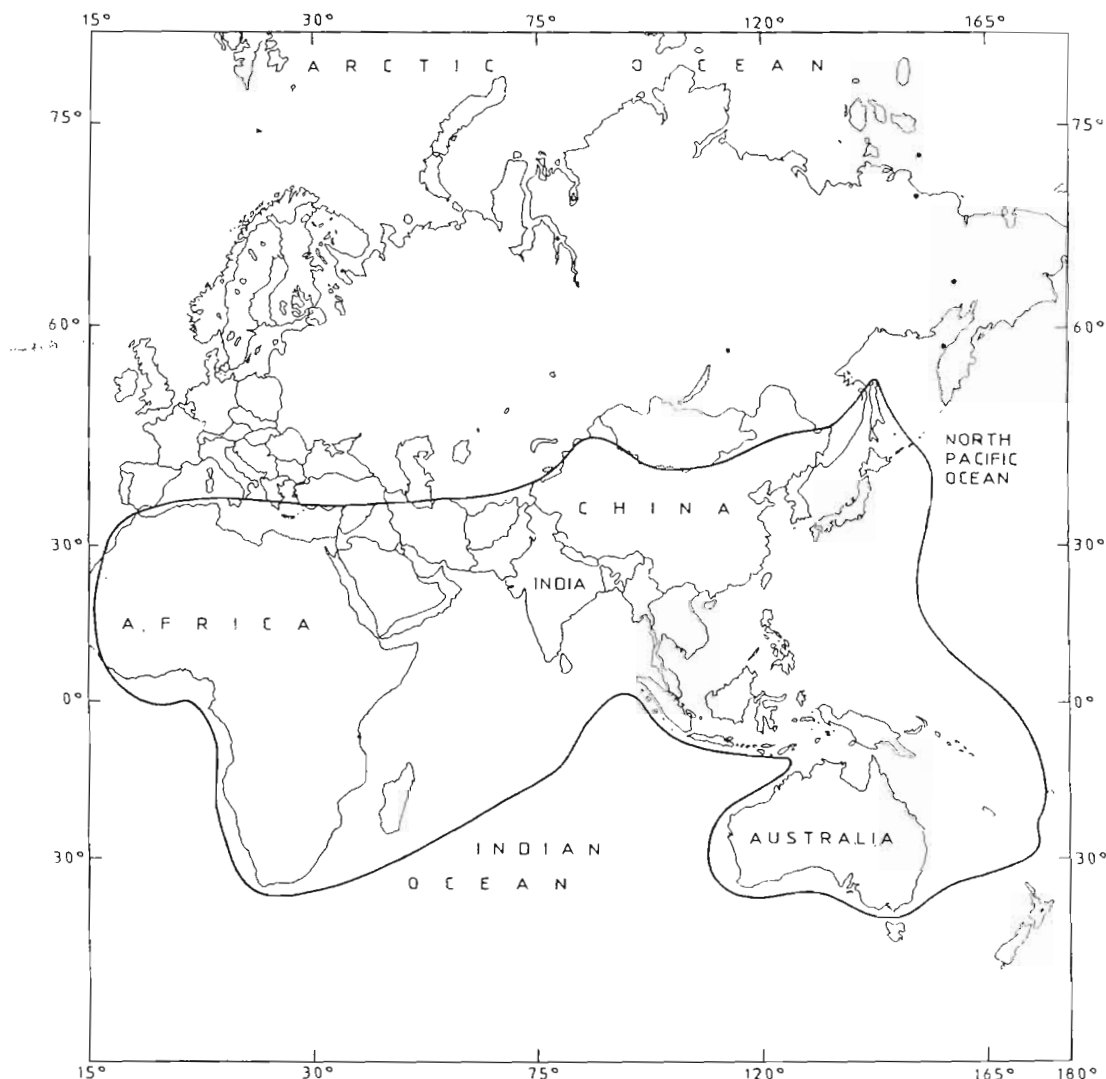 15° 30° 75° 120° 165°
ARCTIC OCEAN
75° 75°
60° 60°
NORTH
PACIFIC
OCEAN
CHINA
30° 30°
INDIA
AFRICA
0° 0°
AUSTRALIA
INDIAN
30° 30°
OCEAN
15° 30° 75° 120° 165° 180°